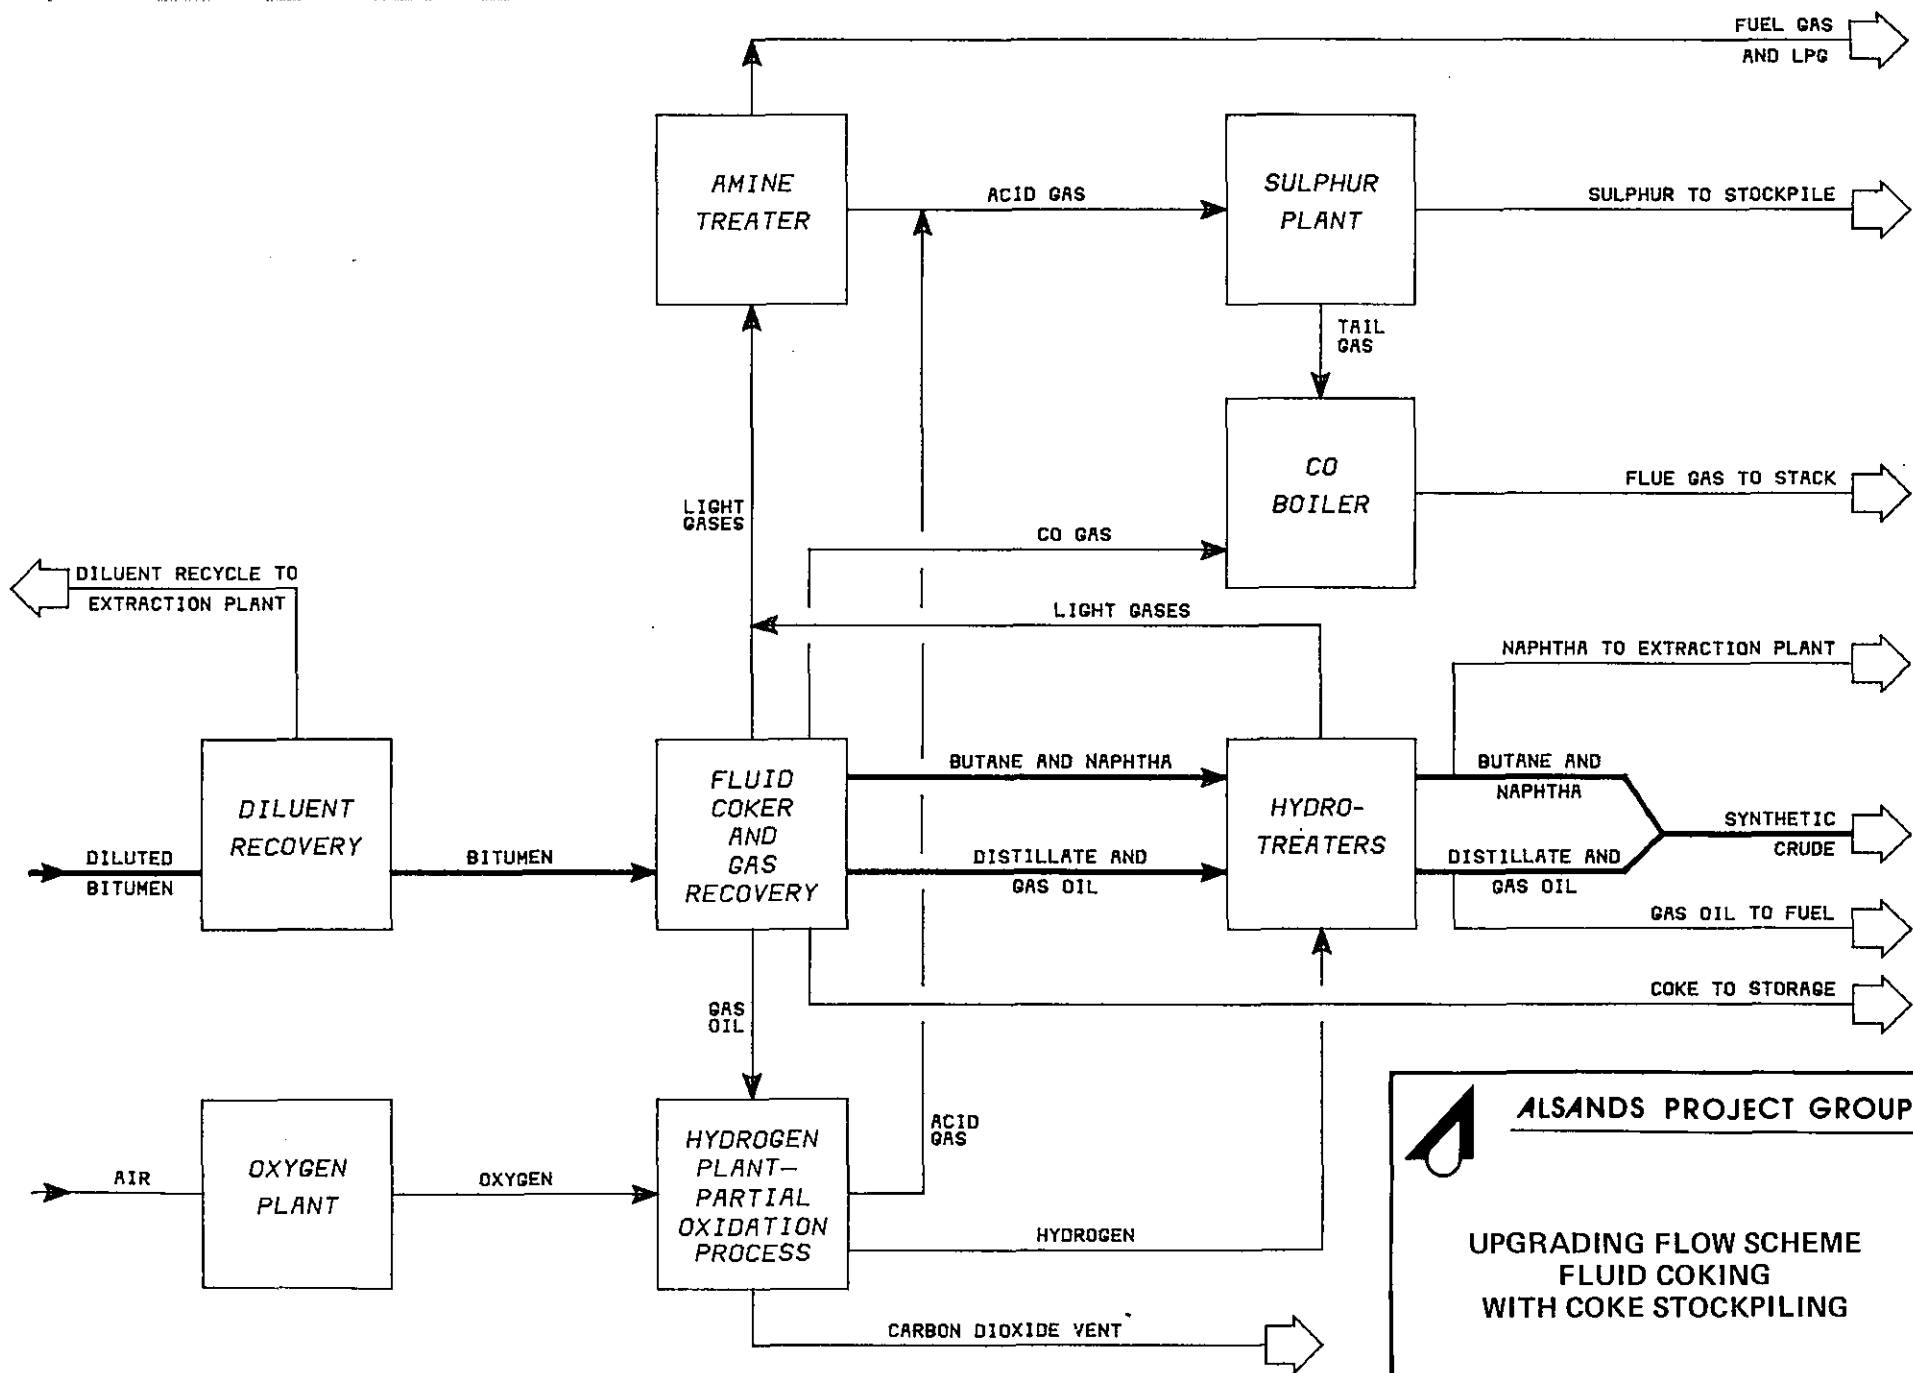 FUEL GAS
AND LPG
AMINE
TREATER
ACID GAS
SULPHUR
PLANT
SULPHUR TO STOCKPILE
TAIL
GAS
LIGHT
GASES
CO GAS
CO
BOILER
FLUE GAS TO STACK
DILUENT RECYCLE TO
EXTRACTION PLANT
LIGHT GASES
NAPHTHA TO EXTRACTION PLANT
DILUTED
BITUMEN
DILUENT
RECOVERY
BITUMEN
FLUID
COKER
AND
GAS
RECOVERY
BUTANE AND NAPHTHA
DISTILLATE AND
GAS OIL
HYDRO-
TREATERS
BUTANE AND
NAPHTHA
DISTILLATE AND
GAS OIL
SYNTHETIC
CRUDE
GAS OIL TO FUEL
COKE TO STORAGE
GAS
OIL
AIR
OXYGEN
PLANT
OXYGEN
HYDROGEN
PLANT—
PARTIAL
OXIDATION
PROCESS
ACID
GAS
HYDROGEN
CARBON DIOXIDE VENT
ALSANDS PROJECT GROUP
UPGRADING FLOW SCHEME
FLUID COKING
WITH COKE STOCKPILING